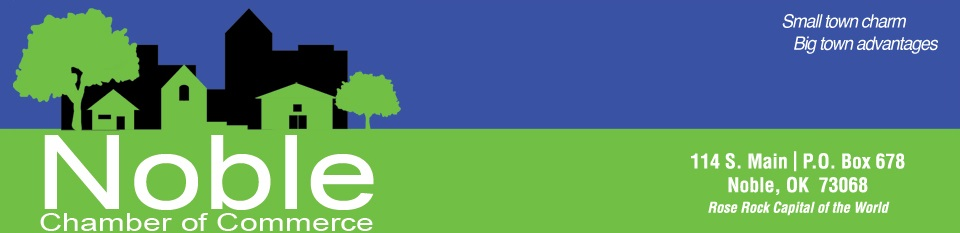 Small town charm
Big town advantages
Noble
Chamber of Commerce
114 S. Main | P.O. Box 678
Noble, OK 73068
Rose Rock Capital of the World